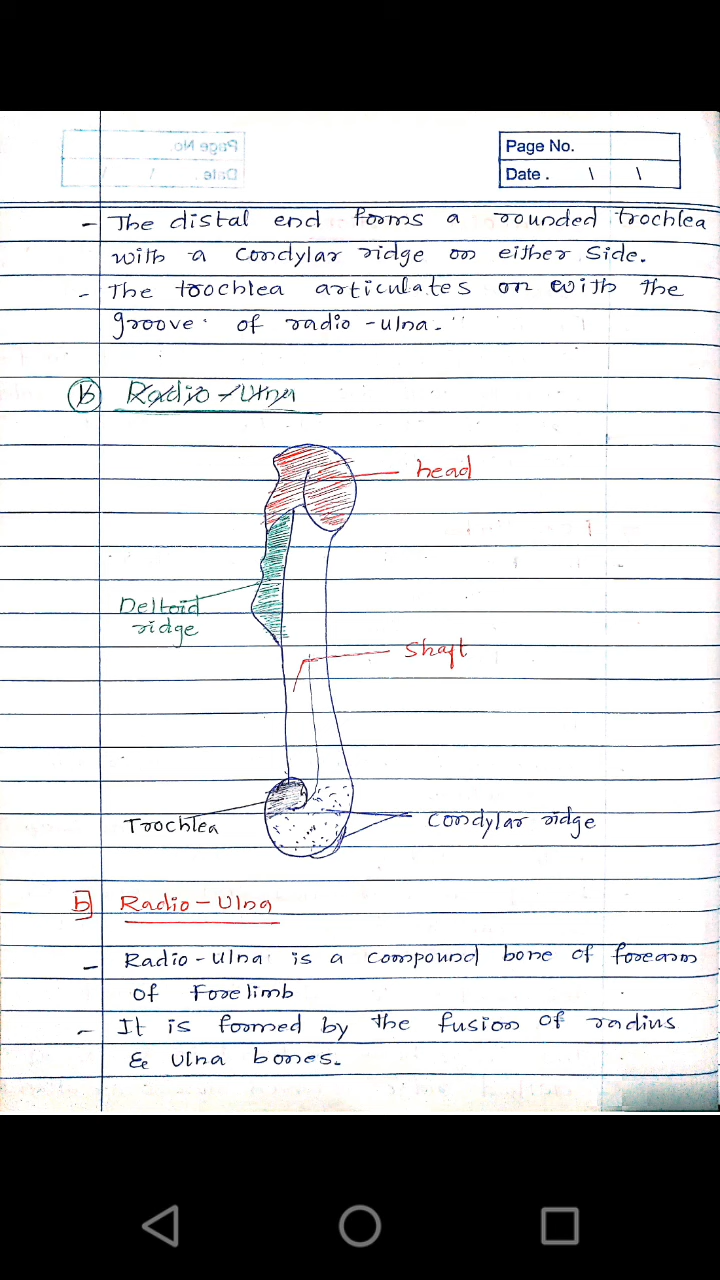 Page No.
Date . \ \
- The distal end forms a rounded trochlea
with a condylar ridge on either side.
- The trochlea articulates on with the
groove of radio-ulna.
(b) Radio-Ulna
head
Deltoid
ridge
Shaft
Trochlea
condylar ridge
b Radio-Ulna
- Radio-Ulna is a compound bone of forearm
of Forelimb
- It is formed by the fusion of radius
& Ulna bones.